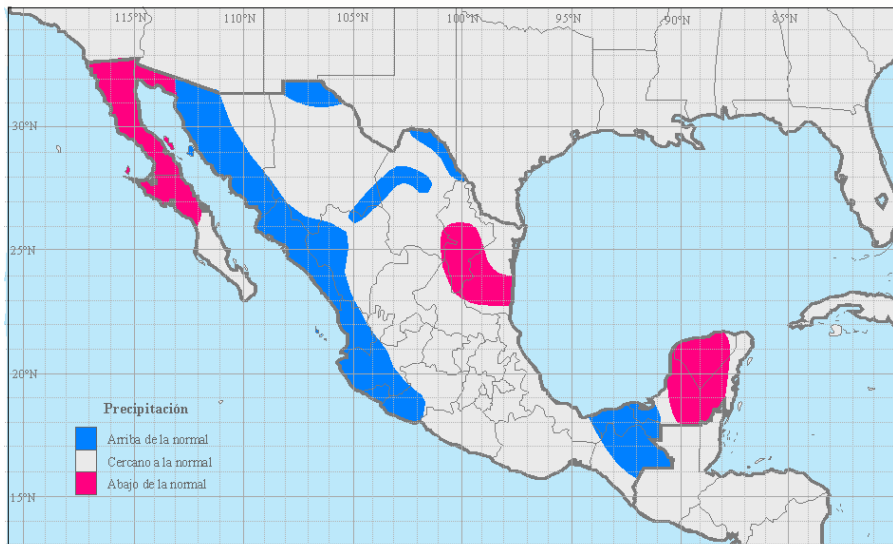 115°N 110°N 105°N 100°N 95°N 90°N 85°N
30°N
25°N
20°N
15°N
Precipitación
Arriba de la normal
Cercano a la normal
Abajo de la normal